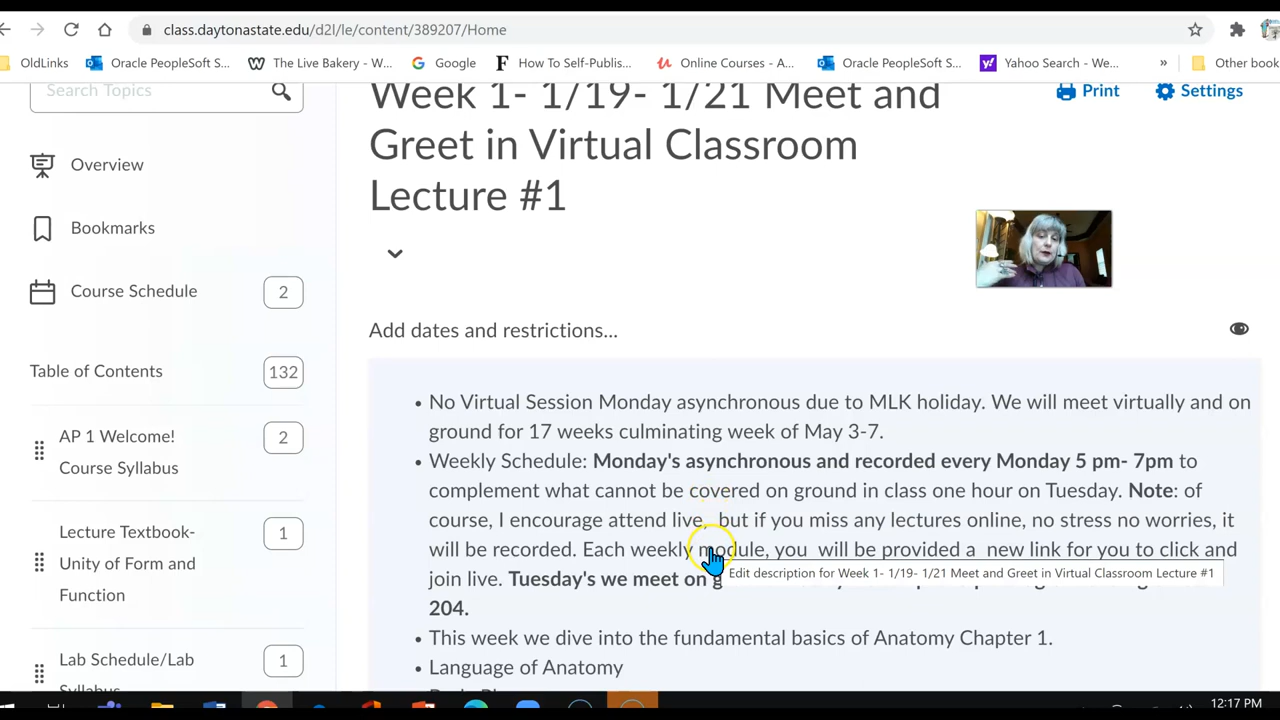 class.daytonastate.edu/d2l/le/content/389207/Home
OldLinks
Oracle PeopleSoft S...
The Live Bakery - W...
Google
How To Self-Publis...
Online Courses - A...
Oracle PeopleSoft S...
Yahoo Search - We...
»
Other book
Search Topics
Week 1- 1/19- 1/21 Meet and
Greet in Virtual Classroom
Lecture #1
Print
Settings
Overview
Bookmarks
Course Schedule
2
Table of Contents
132
AP 1 Welcome!
Course Syllabus
2
Lecture Textbook-
Unity of Form and
Function
1
Lab Schedule/Lab
Syllabus
1
Add dates and restrictions...
• No Virtual Session Monday asynchronous due to MLK holiday. We will meet virtually and on
ground for 17 weeks culminating week of May 3-7.
• Weekly Schedule: Monday's asynchronous and recorded every Monday 5 pm- 7pm to
complement what cannot be covered on ground in class one hour on Tuesday. Note: of
course, I encourage attend live, but if you miss any lectures online, no stress no worries, it
will be recorded. Each weekly module, you will be provided a new link for you to click and
join live. Tuesday's we meet on
Edit description for Week 1- 1/19- 1/21 Meet and Greet in Virtual Classroom Lecture #1
204.
• This week we dive into the fundamental basics of Anatomy Chapter 1.
• Language of Anatomy
12:17 PM